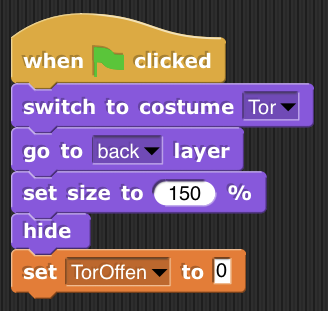 when clicked
switch to costume Tor
go to back layer
set size to 150 %
hide
set TorOffen to 0